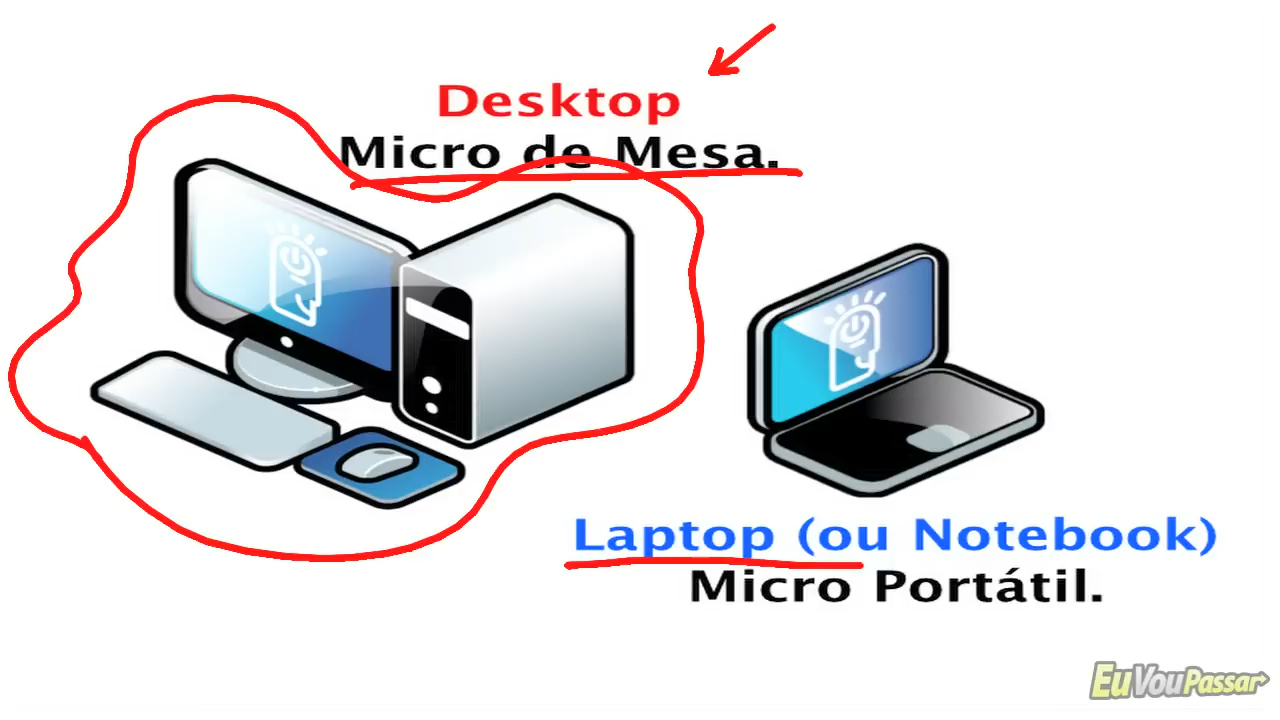 Desktop
Micro de Mesa.
Laptop (ou Notebook)
Micro Portátil.
EuVouPassar